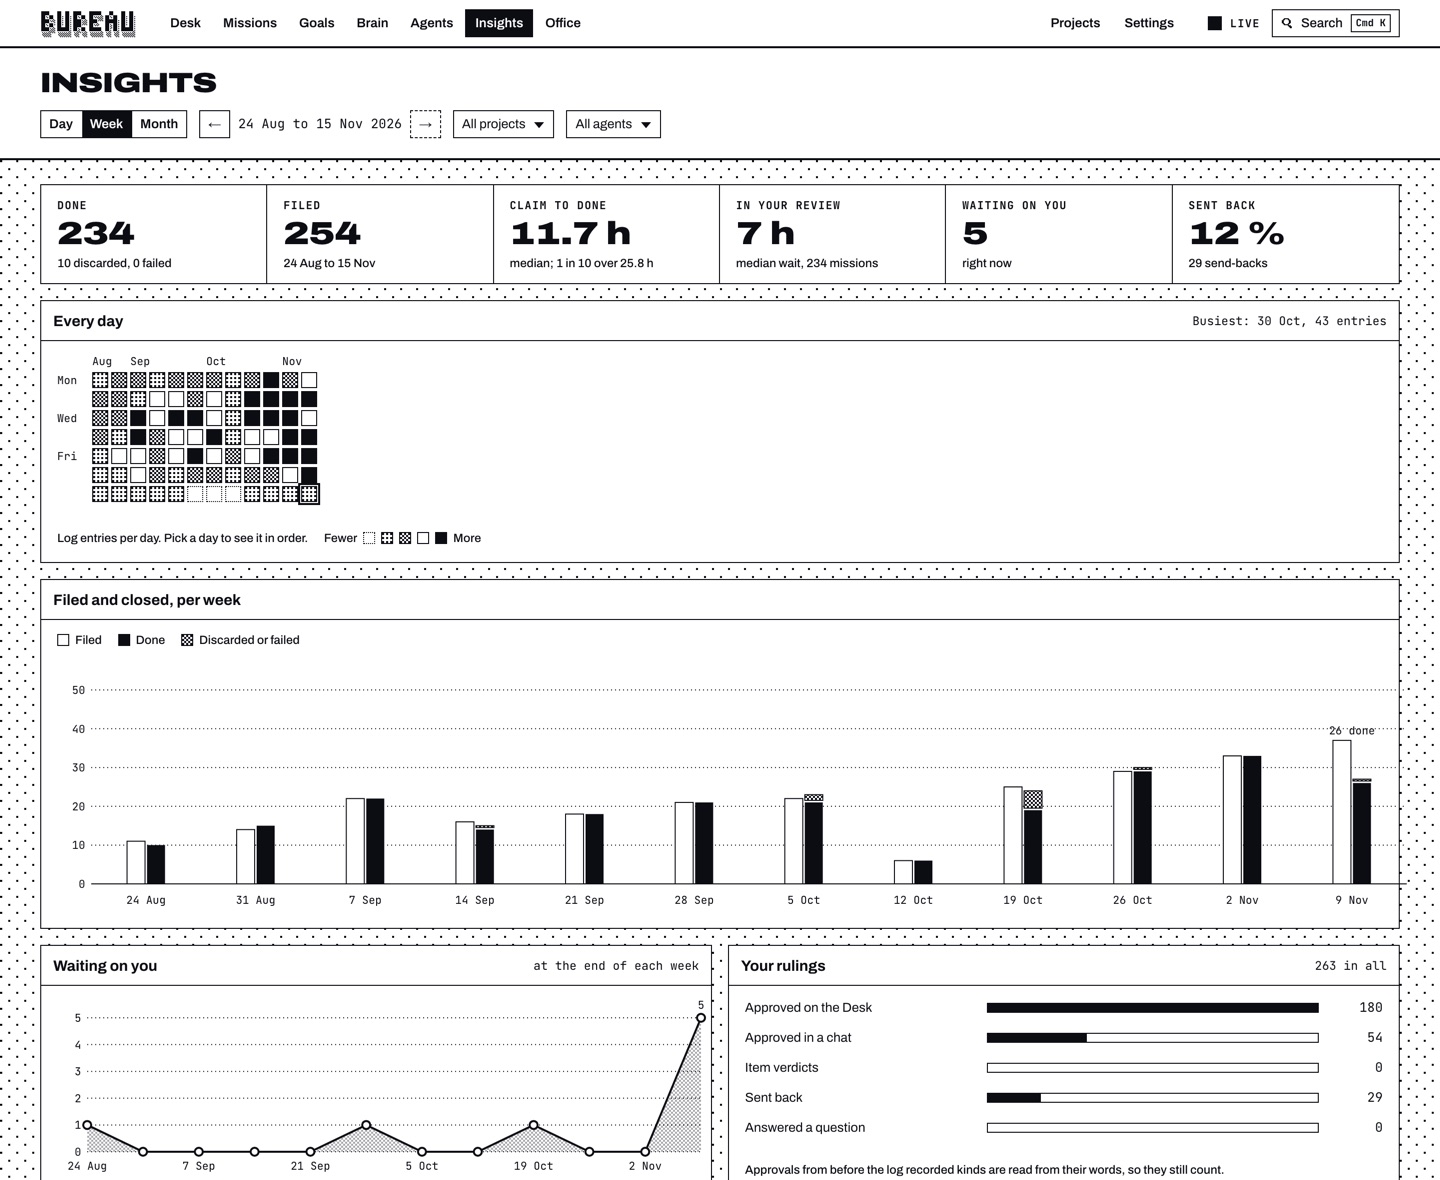 BUREAU Desk Missions Goals Brain Agents Insights Office Projects Settings LIVE Search Cmd K
INSIGHTS
Day Week Month ← 24 Aug to 15 Nov 2026 → All projects All agents
DONE FILED CLAIM TO DONE IN YOUR REVIEW WAITING ON YOU SENT BACK
234 254 11.7 h 7 h 5 12 %
10 discarded, 0 failed 24 Aug to 15 Nov median; 1 in 10 over 25.8 h median wait, 234 missions right now 29 send-backs
Every day Busiest: 30 Oct, 43 entries
Aug Sep Oct Nov
Mon
Wed
Fri
Log entries per day. Pick a day to see it in order. Fewer More
Filed and closed, per week
Filed Done Discarded or failed
50
40
26 done
30
20
10
0
24 Aug 31 Aug 7 Sep 14 Sep 21 Sep 28 Sep 5 Oct 12 Oct 19 Oct 26 Oct 2 Nov 9 Nov
Waiting on you at the end of each week
5
5
4
3
2
1
0
24 Aug 7 Sep 21 Sep 5 Oct 19 Oct 2 Nov
Your rulings 263 in all
Approved on the Desk 180
Approved in a chat 54
Item verdicts 0
Sent back 29
Answered a question 0
Approvals from before the log recorded kinds are read from their words, so they still count.